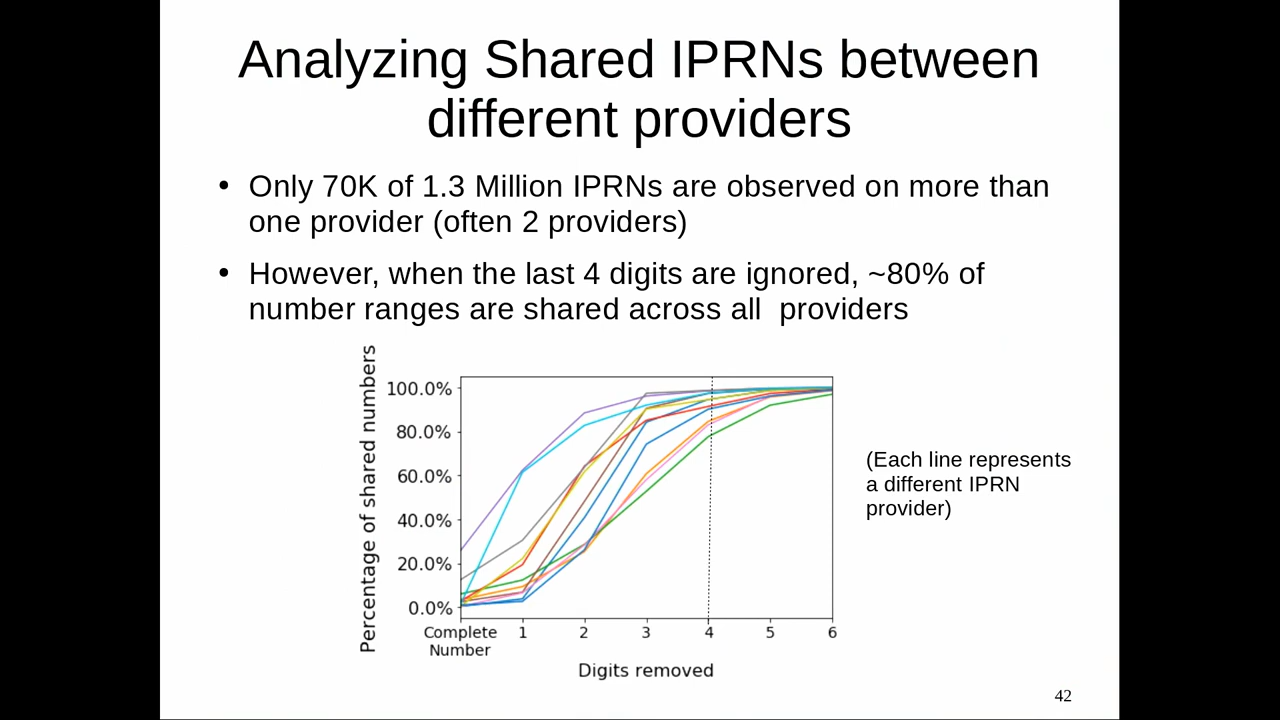 Analyzing Shared IPRNs between
different providers
• Only 70K of 1.3 Million IPRNs are observed on more than
one provider (often 2 providers)
• However, when the last 4 digits are ignored, ~80% of
number ranges are shared across all  providers
Percentage of shared numbers
100.0%
80.0%
60.0%
40.0%
20.0%
0.0%
Complete
Number
1 2 3 4 5 6
Digits removed
(Each line represents
a different IPRN
provider)
42